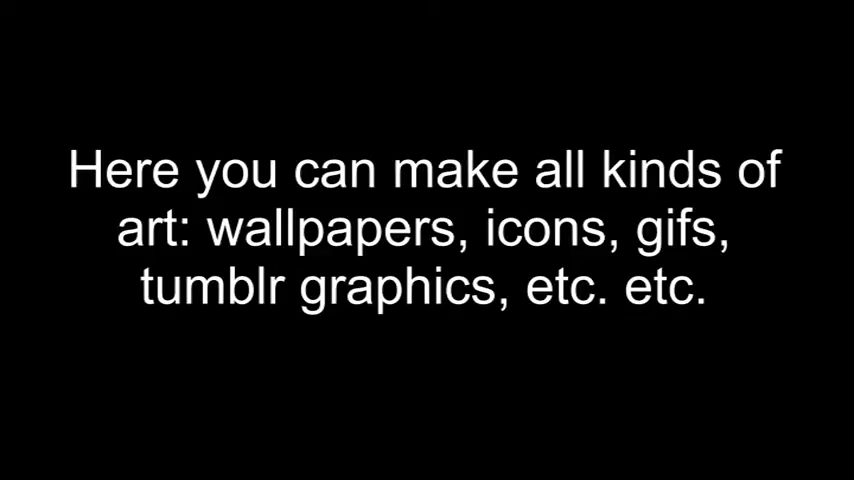 Here you can make all kinds of
art: wallpapers, icons, gifs,
tumblr graphics, etc. etc.